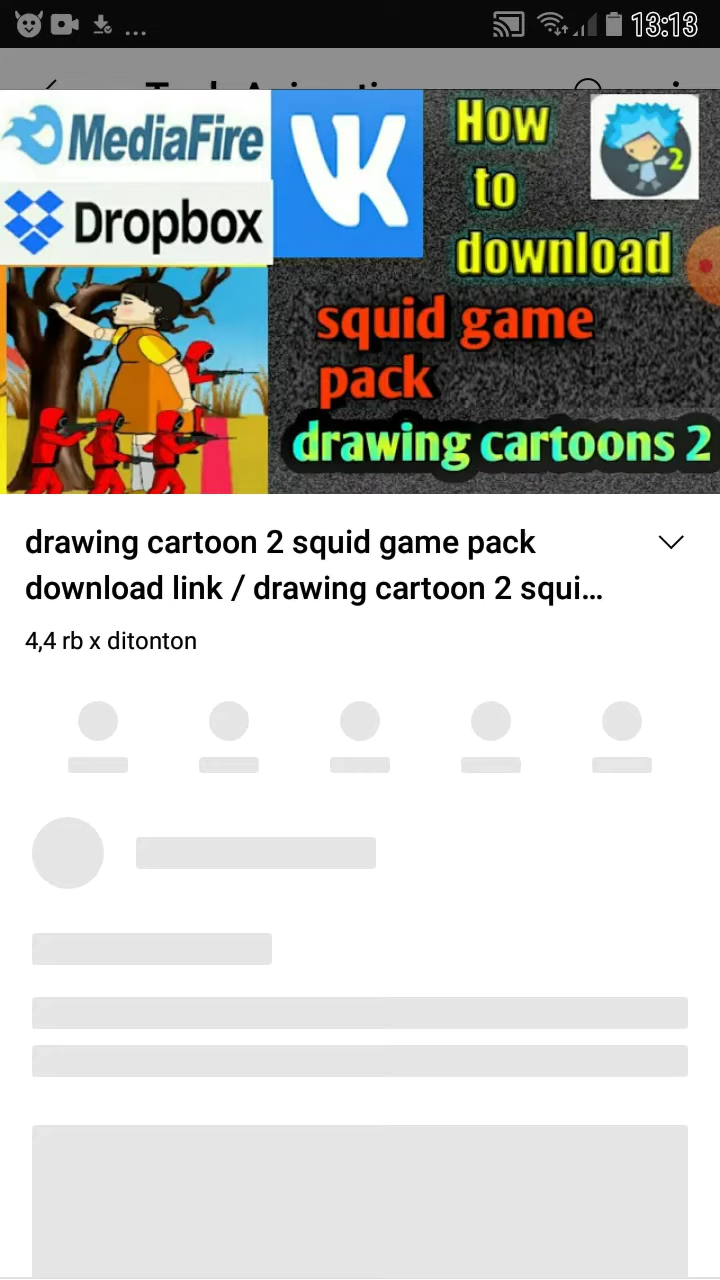 13:13
MediaFire
Dropbox
How
to
download
2
squid game
pack
drawing cartoons 2
drawing cartoon 2 squid game pack
download link / drawing cartoon 2 squi...
4,4 rb x ditonton